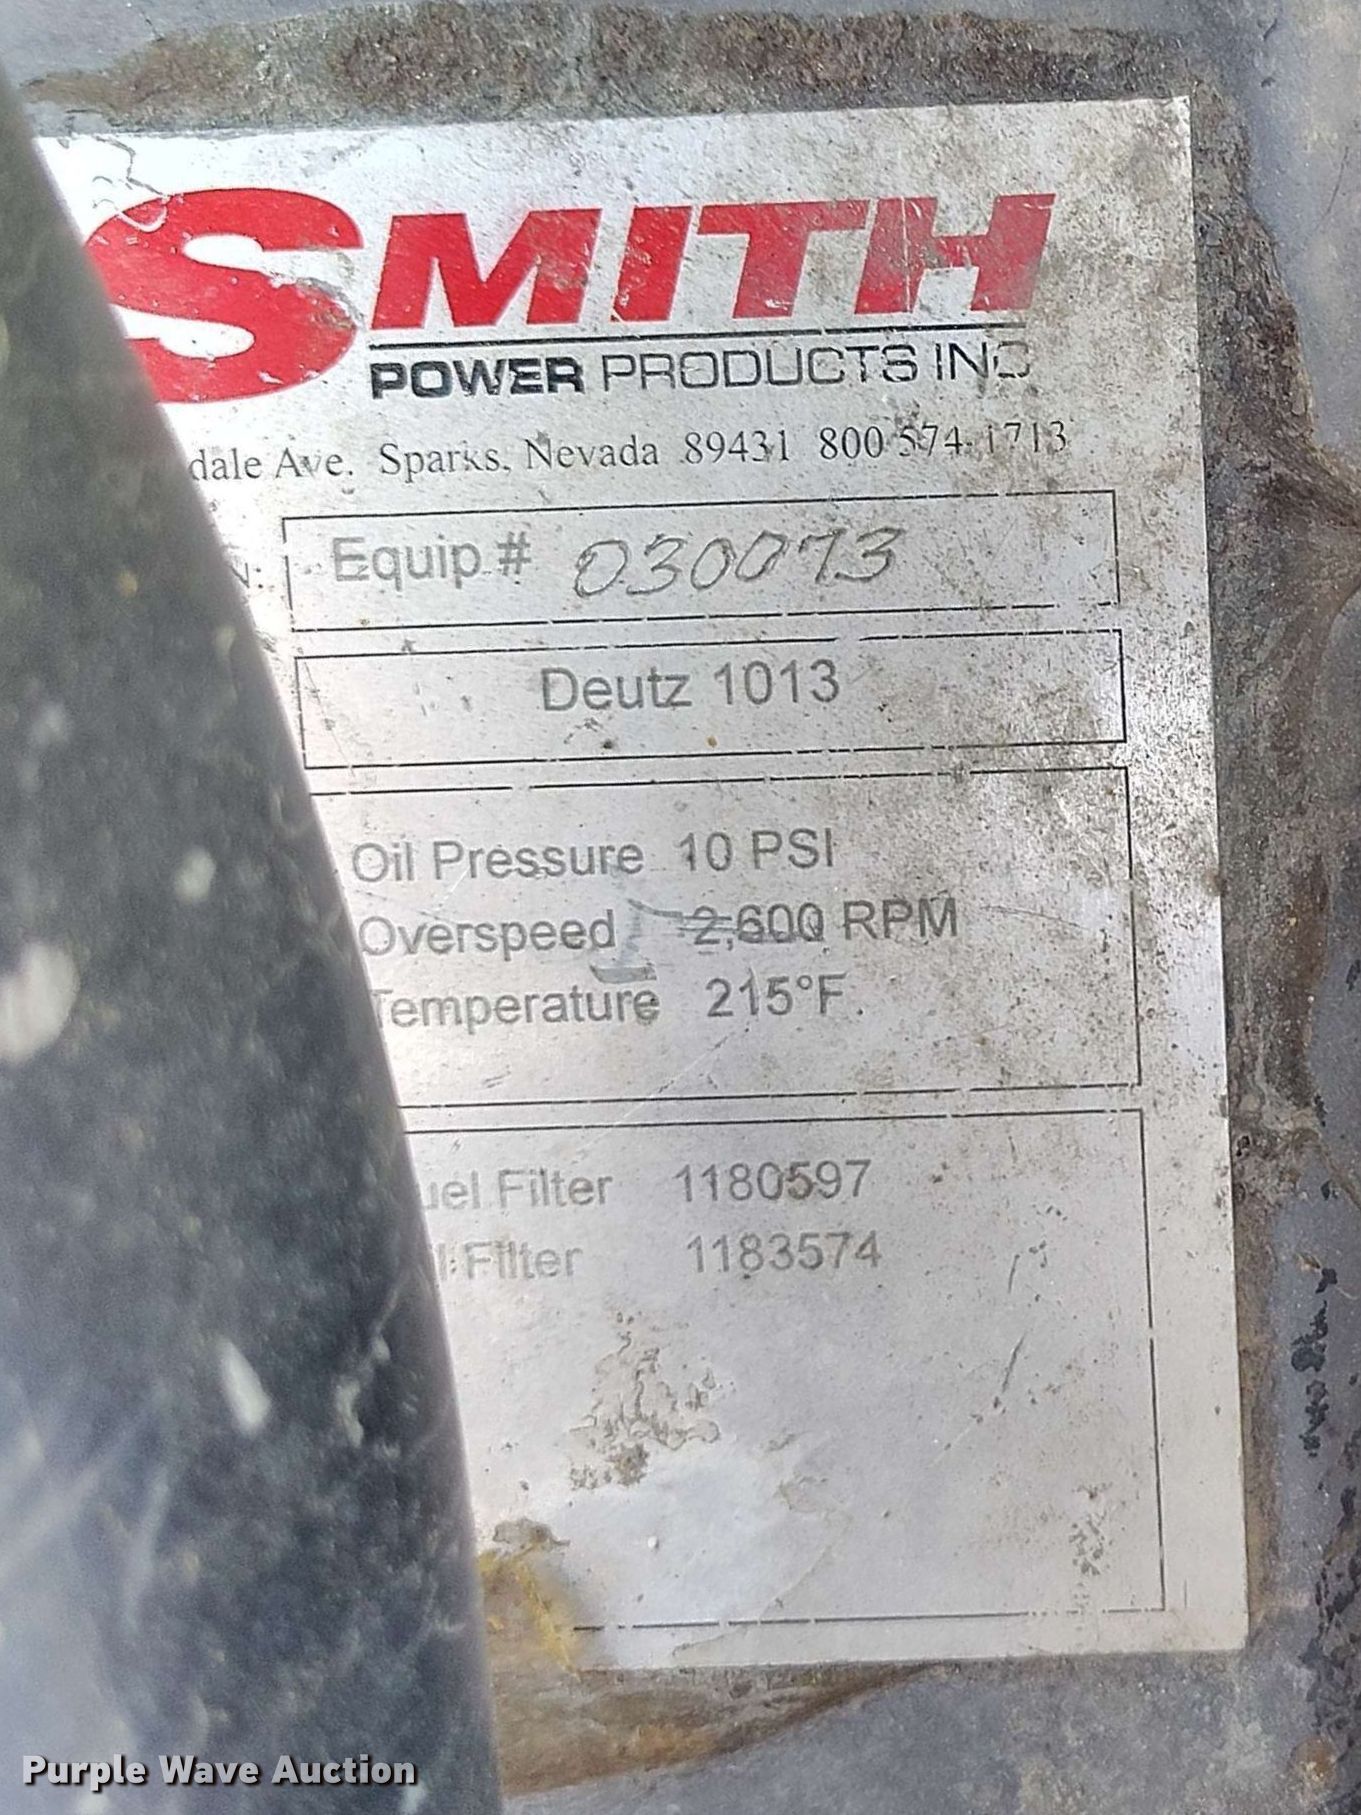 SMITH
POWER PRODUCTS INC
dale Ave. Sparks, Nevada 89431 800 574-1713
N: Equip # 030073
Deutz 1013
Oil Pressure 10 PSI
Overspeed 2,600 RPM
Temperature 215°F
uel Filter 1180597
il Filter 1183574
Purple Wave Auction